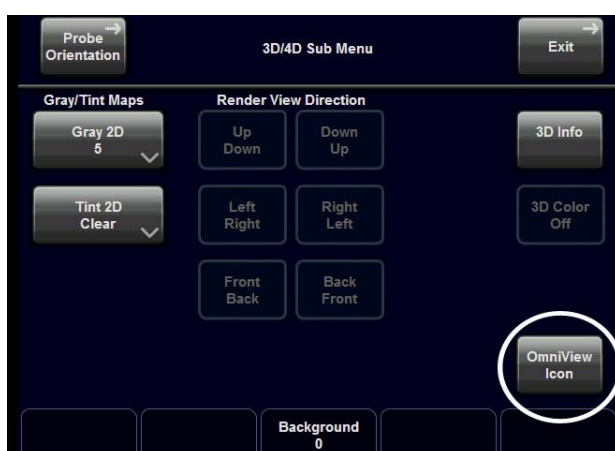 Probe
Orientation
3D/4D Sub Menu
Exit
Gray/Tint Maps
Render View Direction
Gray 2D
5
Up
Down
Down
Up
3D Info
Tint 2D
Clear
Left
Right
Right
Left
3D Color
Off
Front
Back
Back
Front
OmniView
Icon
Background
0